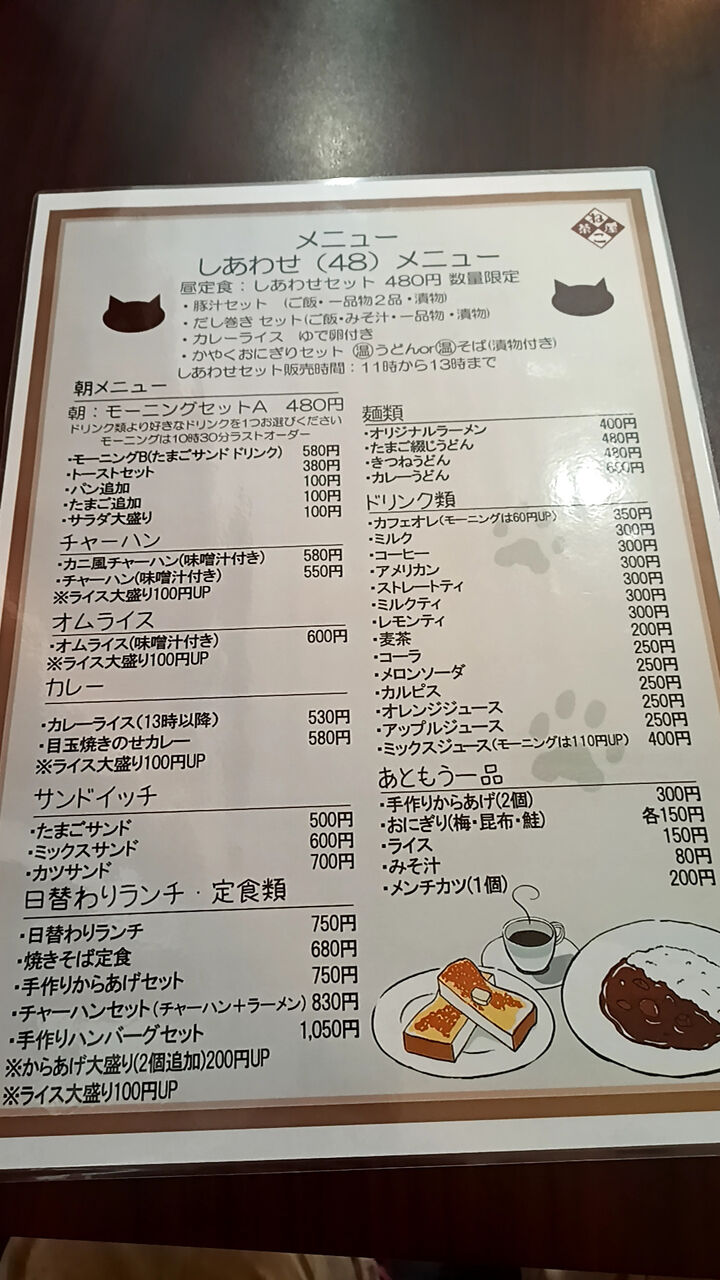 ね
茶 屋
こ
メニュー
しあわせ（48）メニュー
昼定食：しあわせセット 480円 数量限定
・豚汁セット （ご飯・一品物２品・漬物）
・だし巻き セット(ご飯・みそ汁・一品物・漬物)
・カレーライス ゆで卵付き
・かやくおにぎりセット ㊟うどんor㊟そば(漬物付き)
しあわせセット販売時間：11時から13時まで
朝メニュー
朝：モーニングセットA 480円
ドリンク類より好きなドリンクを1つお選びください
モーニングは10時30分ラストオーダー
・モーニングB(たまごサンド ドリンク) 580円
・トーストセット 380円
・パン追加 100円
・たまご追加 100円
・サラダ大盛り 100円
チャーハン
・カニ風チャーハン(味噌汁付き) 580円
・チャーハン(味噌汁付き) 550円
※ライス大盛り100円UP
オムライス
・オムライス(味噌汁付き) 600円
※ライス大盛り100円UP
カレー
・カレーライス(13時以降) 530円
・目玉焼きのせカレー 580円
※ライス大盛り100円UP
サンドイッチ
・たまごサンド 500円
・ミックスサンド 600円
・カツサンド 700円
日替わりランチ・定食類
・日替わりランチ 750円
・焼きそば定食 680円
・手作りからあげセット 750円
・チャーハンセット(チャーハン＋ラーメン) 830円
・手作りハンバーグセット 1,050円
※からあげ大盛り(2個追加)200円UP
※ライス大盛り100円UP
麺類
・オリジナルラーメン 400円
・たまご綴じうどん 480円
・きつねうどん 480円
・カレーうどん
ドリンク類
・カフェオレ(モーニングは60円UP) 350円
・ミルク 300円
・コーヒー 300円
・アメリカン 300円
・ストレートティ 300円
・ミルクティ 300円
・レモンティ 300円
・麦茶 200円
・コーラ 250円
・メロンソーダ 250円
・カルピス 250円
・オレンジジュース 250円
・アップルジュース 250円
・ミックスジュース(モーニングは110円UP) 400円
あともう一品
・手作りからあげ(2個) 300円
・おにぎり(梅・昆布・鮭) 各150円
・ライス 150円
・みそ汁 80円
・メンチカツ(１個) 200円